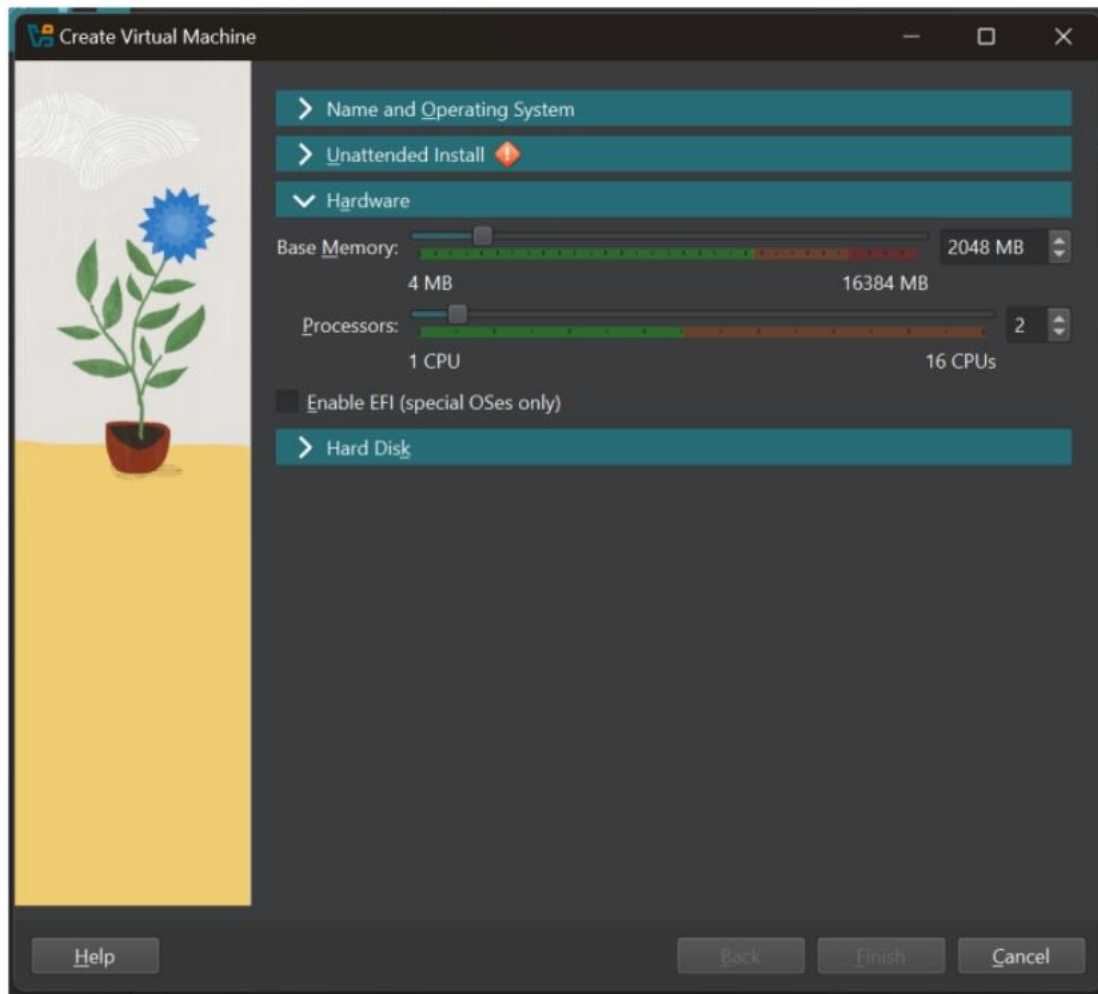 Create Virtual Machine
Name and Operating System
Unattended Install
Hardware
Base Memory: 2048 MB
4 MB 16384 MB
Processors: 2
1 CPU 16 CPUs
Enable EFI (special OSes only)
Hard Disk
Help Back Finish Cancel